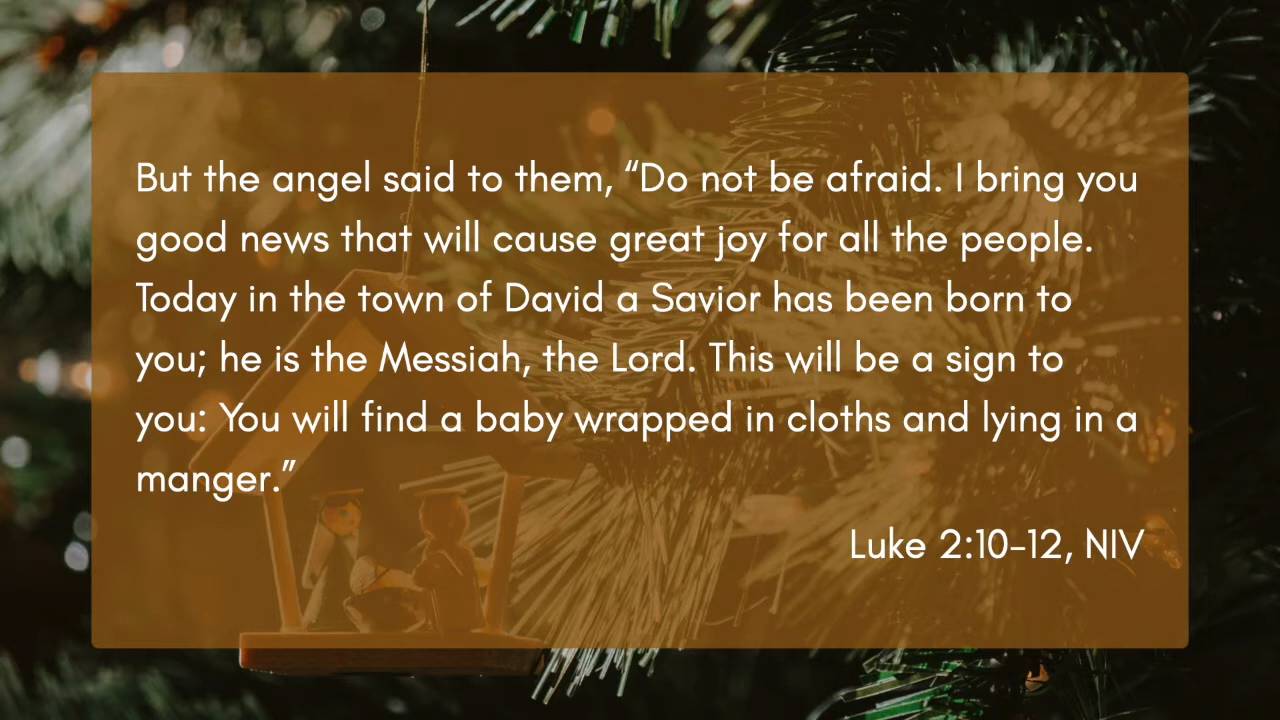 But the angel said to them, “Do not be afraid. I bring you
good news that will cause great joy for all the people.
Today in the town of David a Savior has been born to
you; he is the Messiah, the Lord. This will be a sign to
you: You will find a baby wrapped in cloths and lying in a
manger.”
Luke 2:10–12, NIV